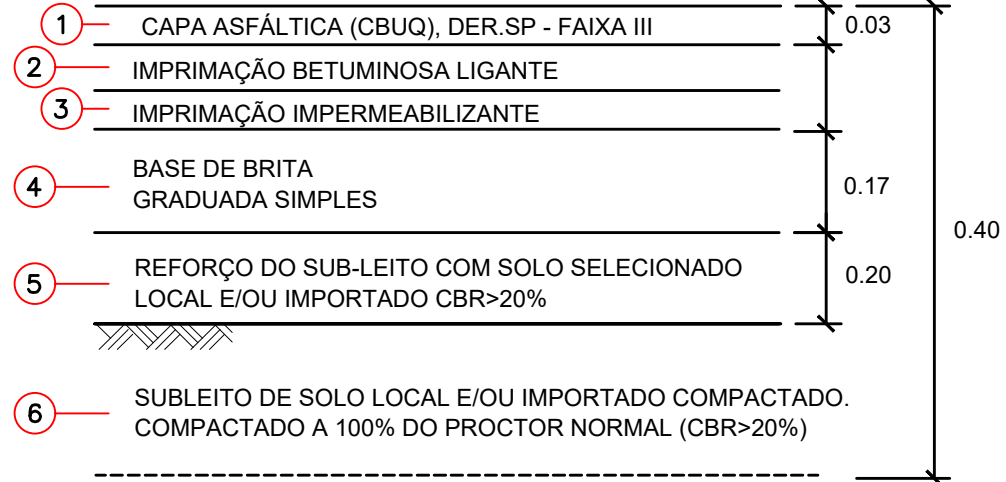 1 CAPA ASFÁLTICA (CBUQ), DER.SP - FAIXA III 0.03
2 IMPRIMAÇÃO BETUMINOSA LIGANTE
3 IMPRIMAÇÃO IMPERMEABILIZANTE
4 BASE DE BRITA
GRADUADA SIMPLES 0.17
0.40
5 REFORÇO DO SUB-LEITO COM SOLO SELECIONADO
LOCAL E/OU IMPORTADO CBR>20% 0.20
6 SUBLEITO DE SOLO LOCAL E/OU IMPORTADO COMPACTADO.
COMPACTADO A 100% DO PROCTOR NORMAL (CBR>20%)